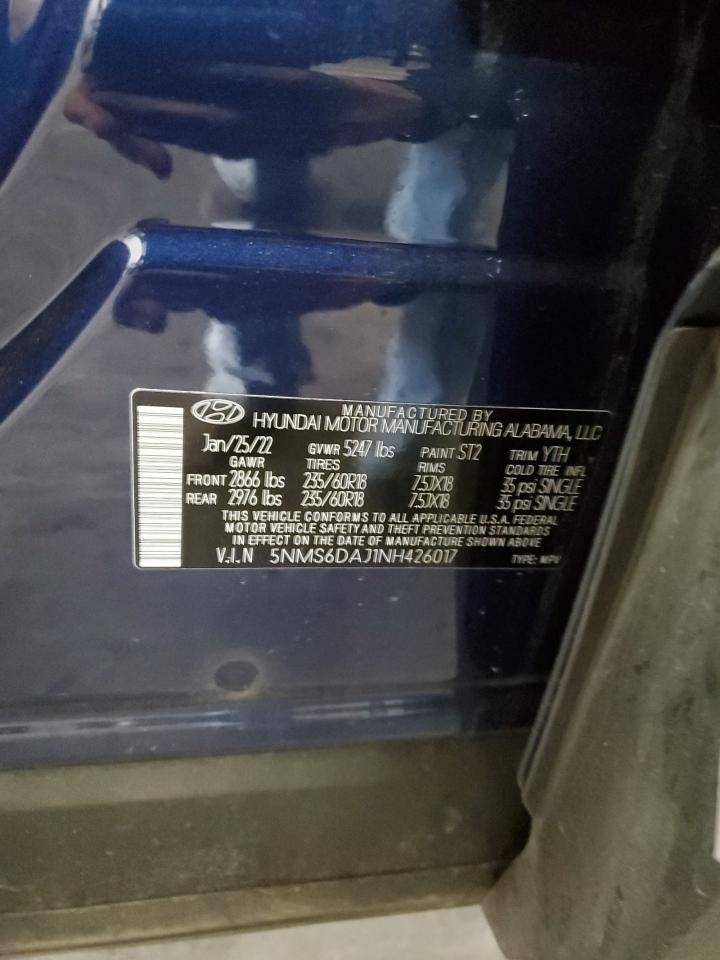 MANUFACTURED BY
HYUNDAI MOTOR MANUFACTURING ALABAMA, LLC
Jan/25/22 GVWR 5247 lbs PAINT ST2 TRIM YTH
GAWR TIRES RIMS COLD TIRE INFL
FRONT 2866 lbs 235/60R18 7.5JX18 35 psi SINGLE
REAR 2976 lbs 235/60R18 7.5JX18 35 psi SINGLE
THIS VEHICLE CONFORMS TO ALL APPLICABLE U.S.A. FEDERAL
MOTOR VEHICLE SAFETY AND THEFT PREVENTION STANDARDS
IN EFFECT ON THE DATE OF MANUFACTURE SHOWN ABOVE
V.I.N 5NMS6DAJ1NH426017 TYPE: MPV